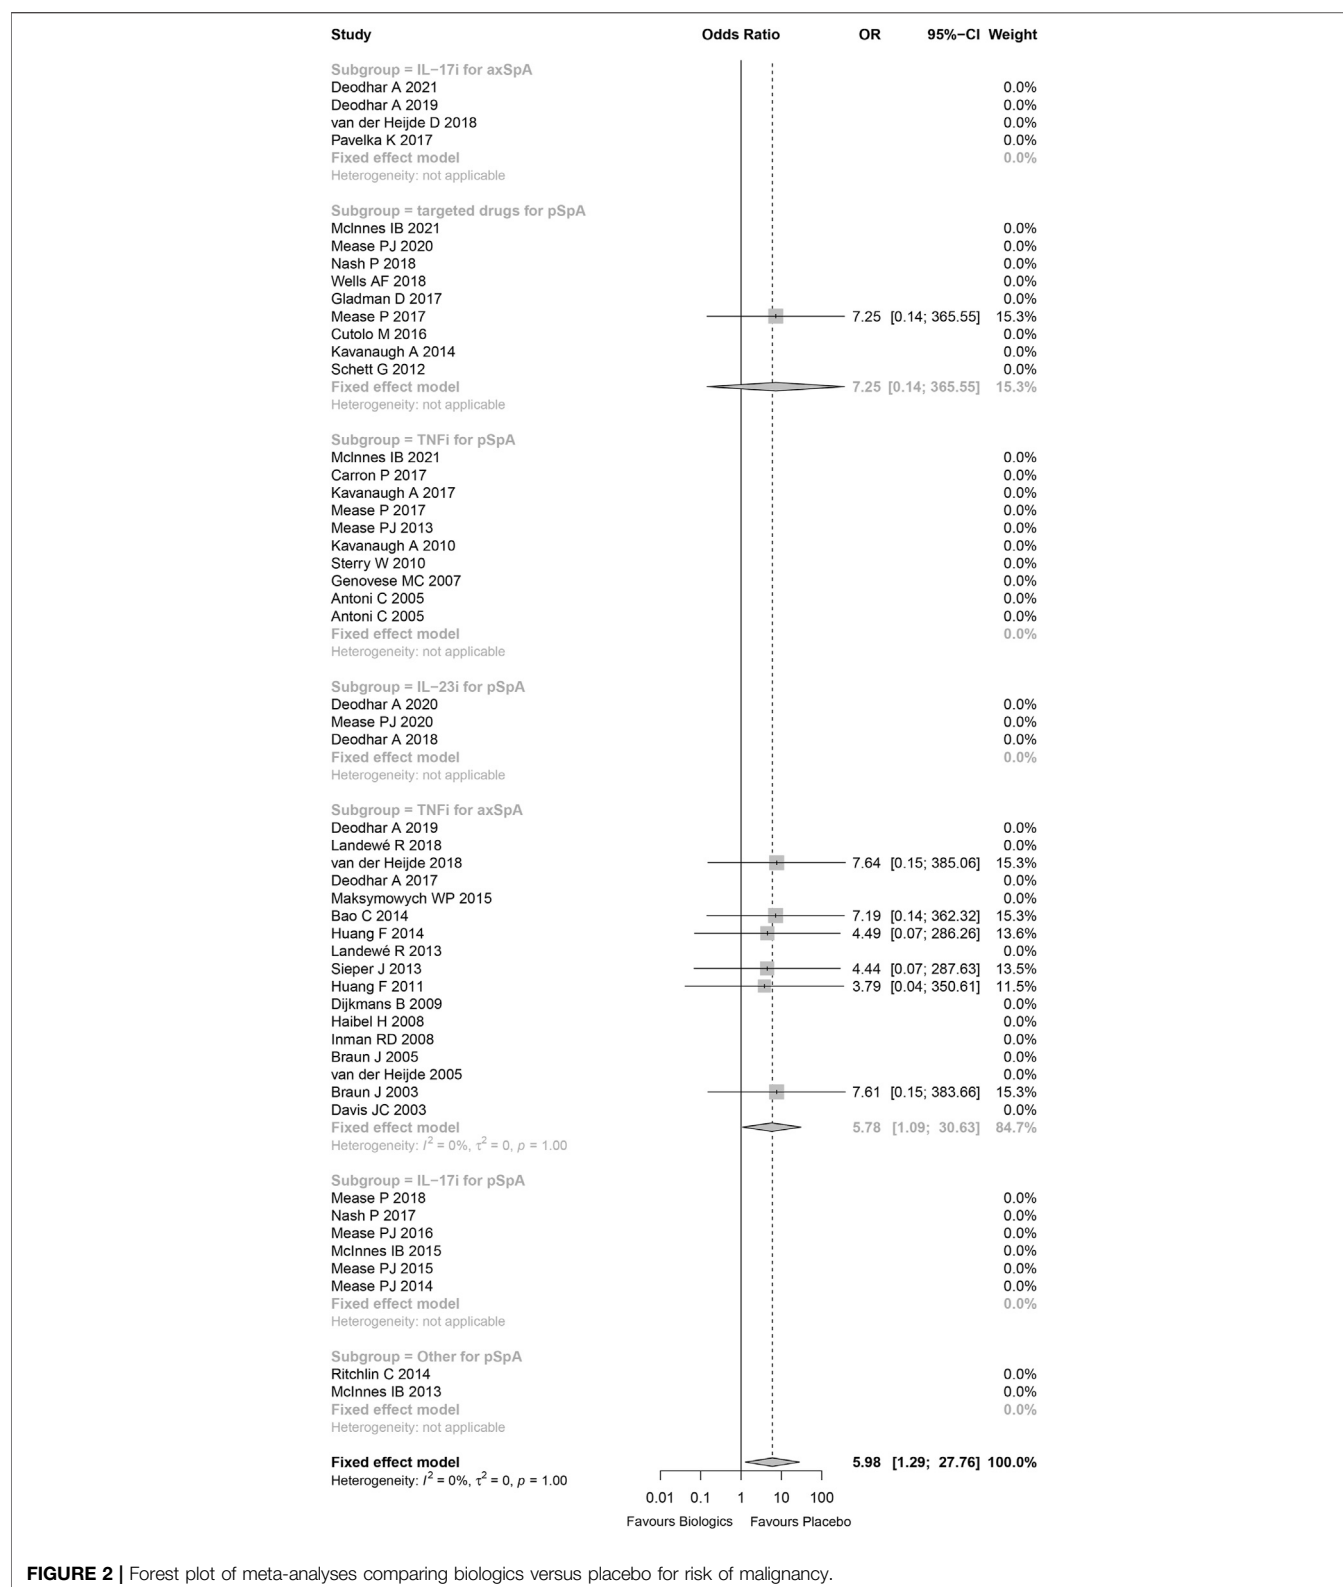 Study Odds Ratio OR 95%−CI Weight
Subgroup = IL−17i for axSpA
Deodhar A 2021 0.0%
Deodhar A 2019 0.0%
van der Heijde D 2018 0.0%
Pavelka K 2017 0.0%
Fixed effect model 0.0%
Heterogeneity: not applicable
Subgroup = targeted drugs for pSpA
McInnes IB 2021 0.0%
Mease PJ 2020 0.0%
Nash P 2018 0.0%
Wells AF 2018 0.0%
Gladman D 2017 0.0%
Mease P 2017 7.25 [0.14; 365.55] 15.3%
Cutolo M 2016 0.0%
Kavanaugh A 2014 0.0%
Schett G 2012 0.0%
Fixed effect model 7.25 [0.14; 365.55] 15.3%
Heterogeneity: not applicable
Subgroup = TNFi for pSpA
McInnes IB 2021 0.0%
Carron P 2017 0.0%
Kavanaugh A 2017 0.0%
Mease P 2017 0.0%
Mease PJ 2013 0.0%
Kavanaugh A 2010 0.0%
Sterry W 2010 0.0%
Genovese MC 2007 0.0%
Antoni C 2005 0.0%
Antoni C 2005 0.0%
Fixed effect model 0.0%
Heterogeneity: not applicable
Subgroup = IL−23i for pSpA
Deodhar A 2020 0.0%
Mease PJ 2020 0.0%
Deodhar A 2018 0.0%
Fixed effect model 0.0%
Heterogeneity: not applicable
Subgroup = TNFi for axSpA
Deodhar A 2019 0.0%
Landewé R 2018 0.0%
van der Heijde 2018 7.64 [0.15; 385.06] 15.3%
Deodhar A 2017 0.0%
Maksymowych WP 2015 0.0%
Bao C 2014 7.19 [0.14; 362.32] 15.3%
Huang F 2014 4.49 [0.07; 286.26] 13.6%
Landewé R 2013 0.0%
Sieper J 2013 4.44 [0.07; 287.63] 13.5%
Huang F 2011 3.79 [0.04; 350.61] 11.5%
Dijkmans B 2009 0.0%
Haibel H 2008 0.0%
Inman RD 2008 0.0%
Braun J 2005 0.0%
van der Heijde 2005 0.0%
Braun J 2003 7.61 [0.15; 383.66] 15.3%
Davis JC 2003 0.0%
Fixed effect model 5.78 [1.09; 30.63] 84.7%
Heterogeneity: I² = 0%, τ² = 0, p = 1.00
Subgroup = IL−17i for pSpA
Mease P 2018 0.0%
Nash P 2017 0.0%
Mease PJ 2016 0.0%
McInnes IB 2015 0.0%
Mease PJ 2015 0.0%
Mease PJ 2014 0.0%
Fixed effect model 0.0%
Heterogeneity: not applicable
Subgroup = Other for pSpA
Ritchlin C 2014 0.0%
McInnes IB 2013 0.0%
Fixed effect model 0.0%
Heterogeneity: not applicable
Fixed effect model 5.98 [1.29; 27.76] 100.0%
Heterogeneity: I² = 0%, τ² = 0, p = 1.00
0.01 0.1 1 10 100
Favours Biologics Favours Placebo
FIGURE 2 | Forest plot of meta-analyses comparing biologics versus placebo for risk of malignancy.